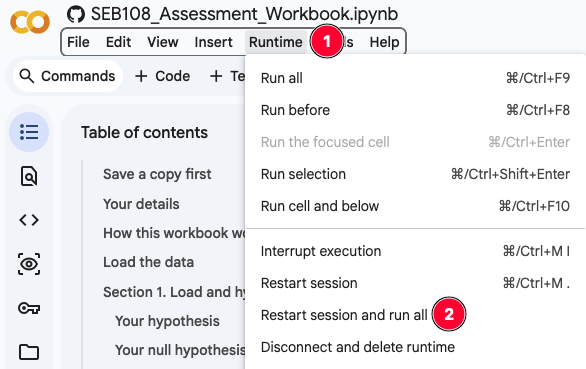 SEB108_Assessment_Workbook.ipynb
File Edit View Insert Runtime 1 Help
Commands + Code +
Run all ⌘/Ctrl+F9
Run before ⌘/Ctrl+F8
Table of contents
Run the focused cell ⌘/Ctrl+Enter
Save a copy first
Run selection ⌘/Ctrl+Shift+Enter
Your details
Run cell and below ⌘/Ctrl+F10
How this workbook
Load the data
Interrupt execution ⌘/Ctrl+M I
Section 1. Load and
Restart session ⌘/Ctrl+M .
Your hypothesis
Restart session and run all 2
Your null hypothesis
Disconnect and delete runtime